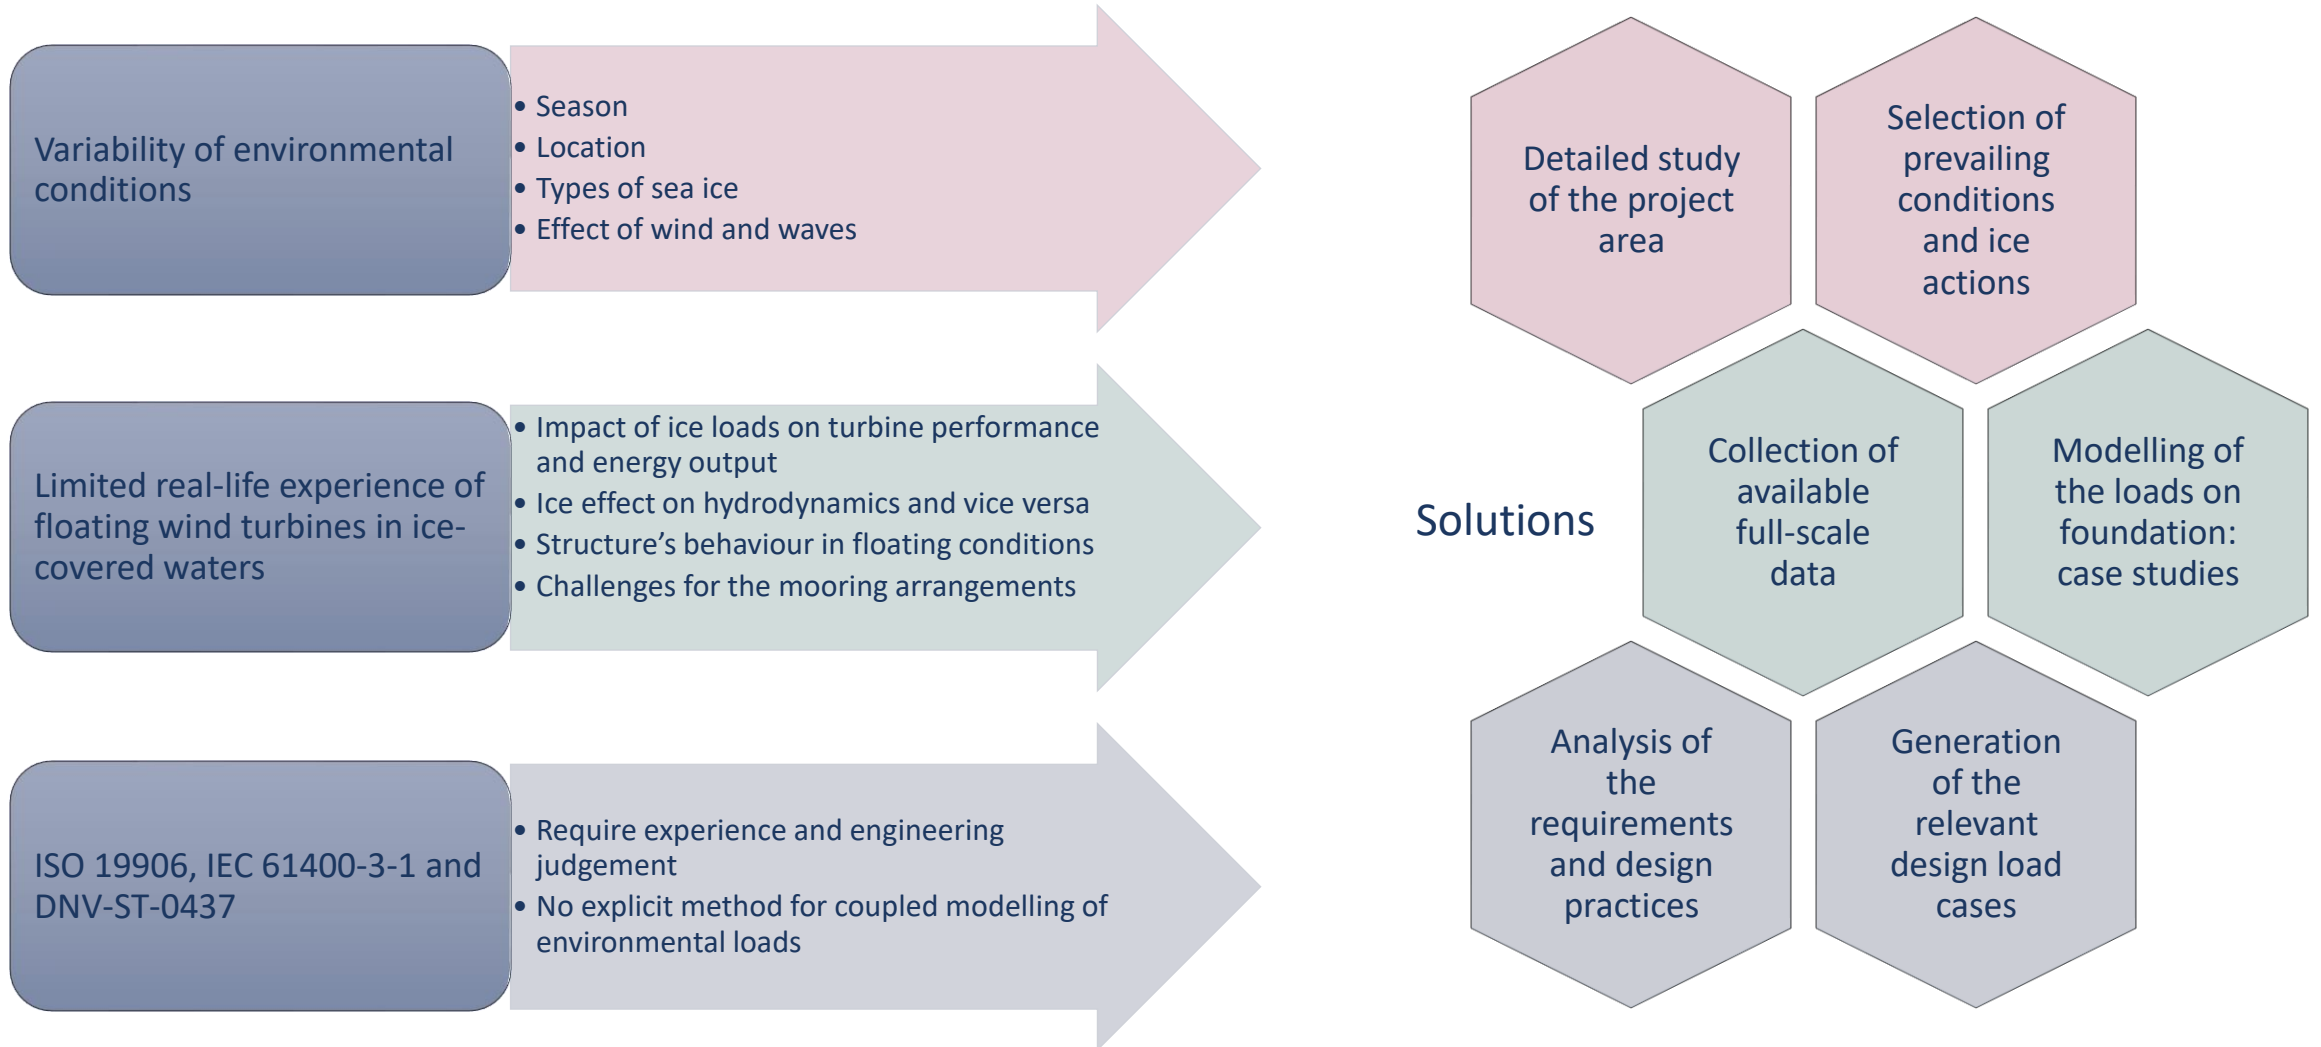 Variability of environmental
conditions
• Season
• Location
• Types of sea ice
• Effect of wind and waves
Limited real-life experience of
floating wind turbines in ice-
covered waters
• Impact of ice loads on turbine performance
and energy output
• Ice effect on hydrodynamics and vice versa
• Structure's behaviour in floating conditions
• Challenges for the mooring arrangements
ISO 19906, IEC 61400-3-1 and
DNV-ST-0437
• Require experience and engineering
judgement
• No explicit method for coupled modelling of
environmental loads
Solutions
Detailed study
of the project
area
Selection of
prevailing
conditions
and ice
actions
Collection of
available
full-scale
data
Modelling of
the loads on
foundation:
case studies
Analysis of
the
requirements
and design
practices
Generation
of the
relevant
design load
cases